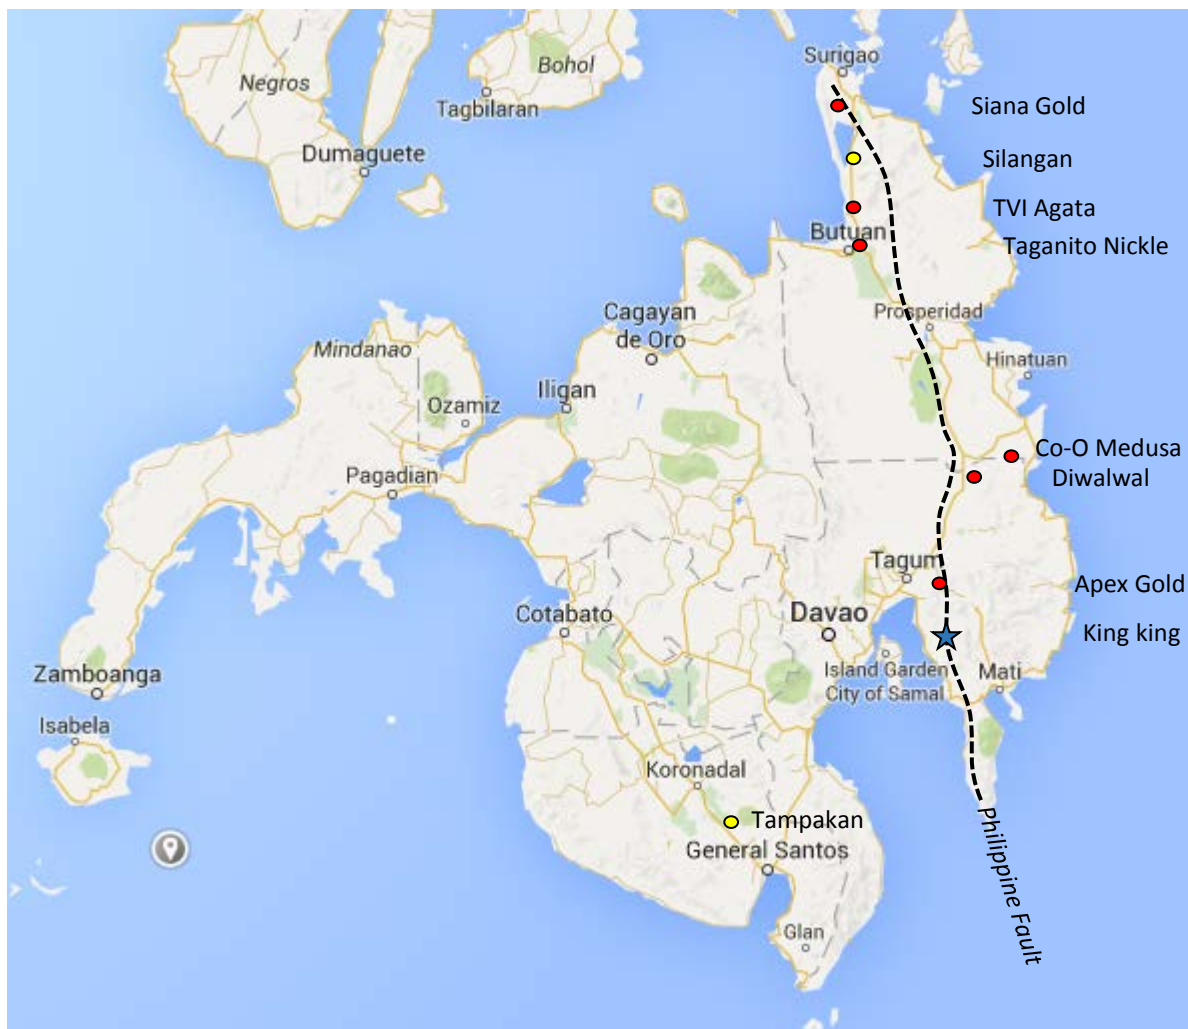 Surigao
Negros
Bohol
Siana Gold
Tagbilaran
Dumaguete
Silangan
TVI Agata
Butuan
Taganito Nickle
Cagayan
de Oro
Prosperidad
Mindanao
Hinatuan
Iligan
Ozamiz
Co-O Medusa
Pagadian
Diwalwal
Tagum
Apex Gold
Cotabato
Davao
King king
Island Garden
City of Samal
Mati
Zamboanga
Isabela
Koronadal
Tampakan
General Santos
Philippine Fault
Glan